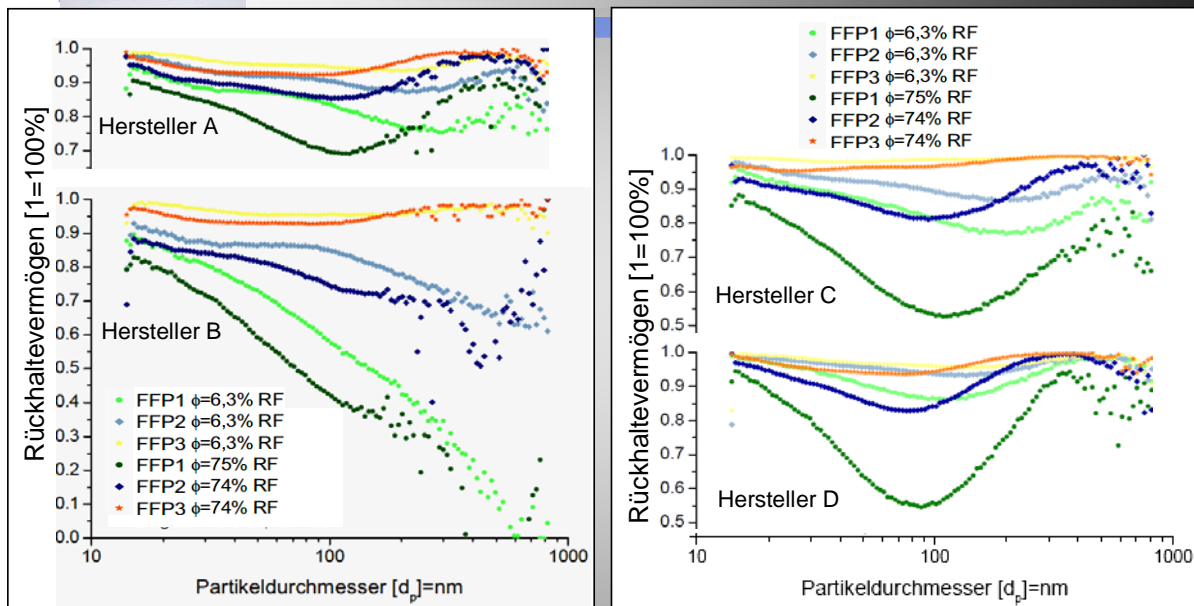 1.0
0.9
0.8
0.7
Hersteller A
Rückhaltevermögen [1=100%]
1.0
0.9
0.8
0.7
0.6
0.5
0.4
0.3
0.2
0.1
0.0
Hersteller B
FFP1 ϕ=6,3% RF
FFP2 ϕ=6,3% RF
FFP3 ϕ=6,3% RF
FFP1 ϕ=75% RF
FFP2 ϕ=74% RF
FFP3 ϕ=74% RF
10 100 1000
Partikeldurchmesser [dp]=nm
FFP1 ϕ=6,3% RF
FFP2 ϕ=6,3% RF
FFP3 ϕ=6,3% RF
FFP1 ϕ=75% RF
FFP2 ϕ=74% RF
FFP3 ϕ=74% RF
Rückhaltevermögen [1=100%]
1.0
0.9
0.8
0.7
0.6
0.5
Hersteller C
1.0
0.9
0.8
0.7
0.6
0.5
Hersteller D
10 100 1000
Partikeldurchmesser [dp]=nm